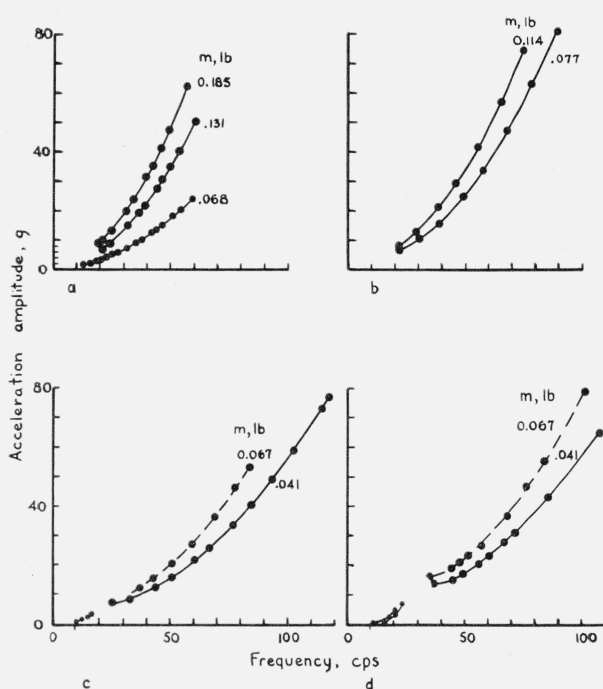 80
40
0
m, lb
0.185
.131
.068
a
m, lb
0.114
.077
b
Acceleration amplitude, g
80
40
0
m, lb
0.067
.041
0 50 100
c
m, lb
0.067
.041
0 50 100
d
Frequency, cps